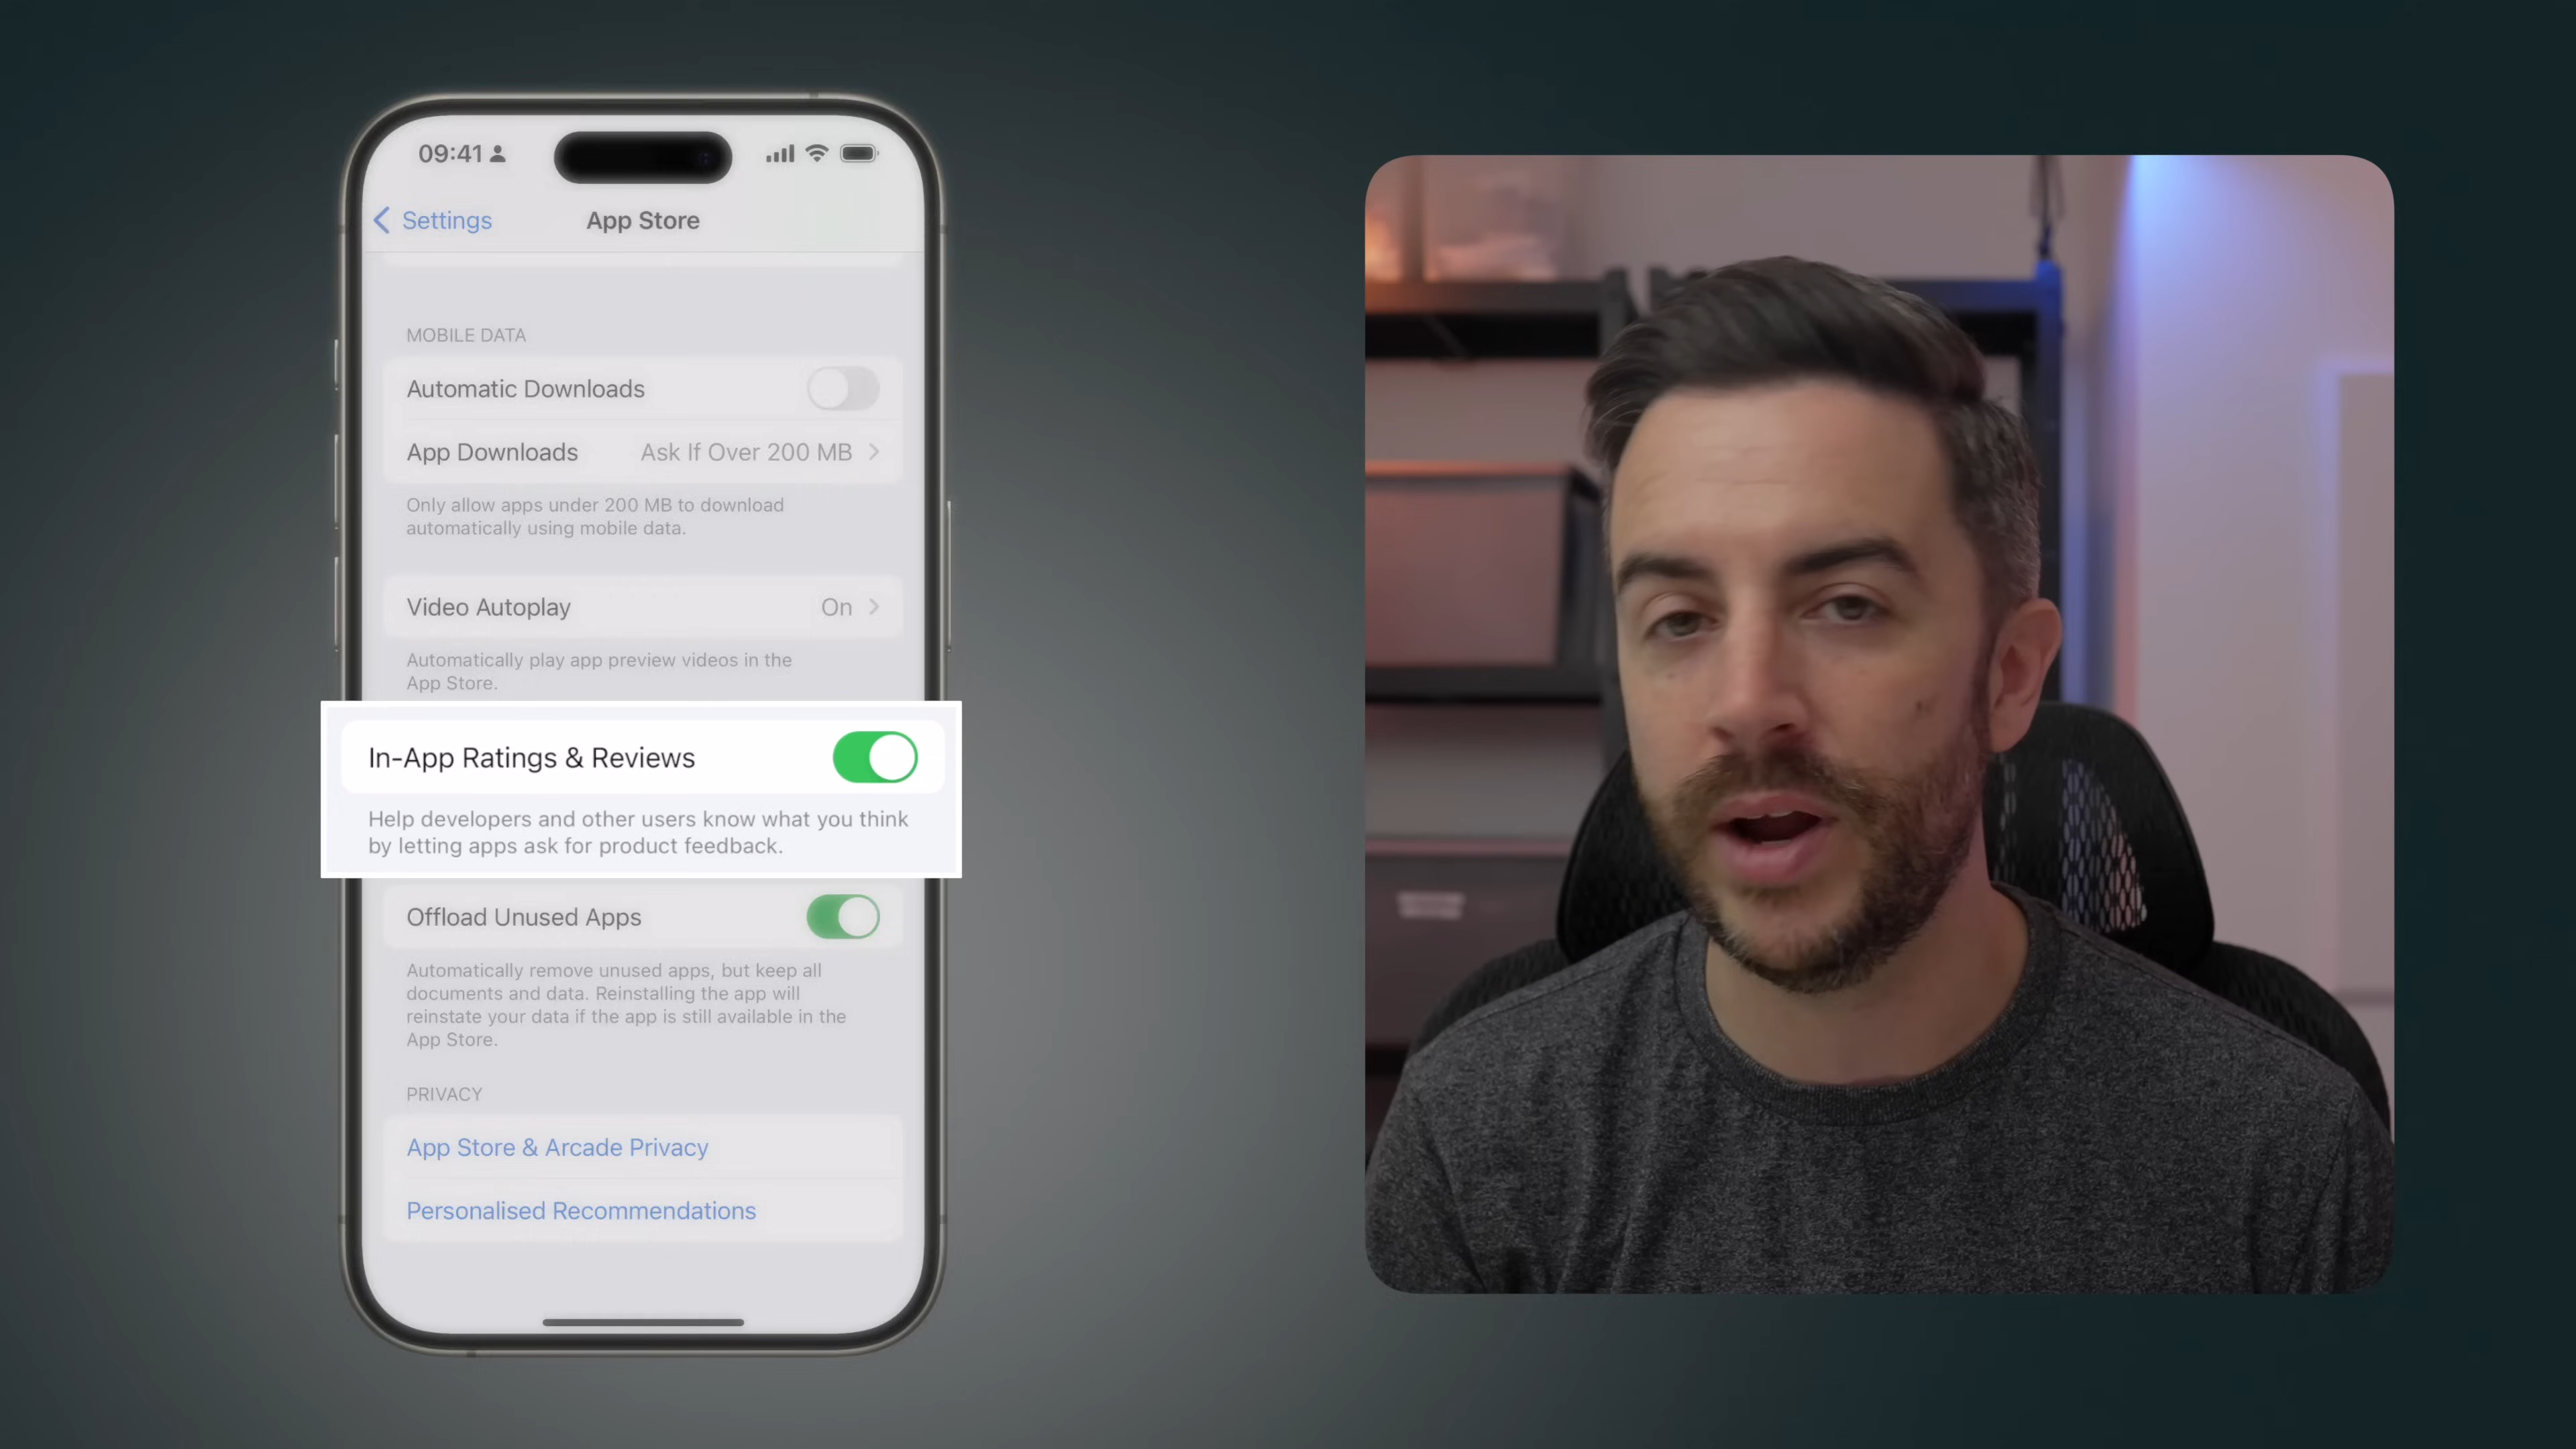 09:41
Settings
App Store
MOBILE DATA
Automatic Downloads
App Downloads Ask If Over 200 MB
Only allow apps under 200 MB to download
automatically using mobile data.
Video Autoplay On
Automatically play app preview videos in the
App Store.
In-App Ratings & Reviews
Help developers and other users know what you think
by letting apps ask for product feedback.
Offload Unused Apps
Automatically remove unused apps, but keep all
documents and data. Reinstalling the app will
reinstate your data if the app is still available in the
App Store.
PRIVACY
App Store & Arcade Privacy
Personalised Recommendations